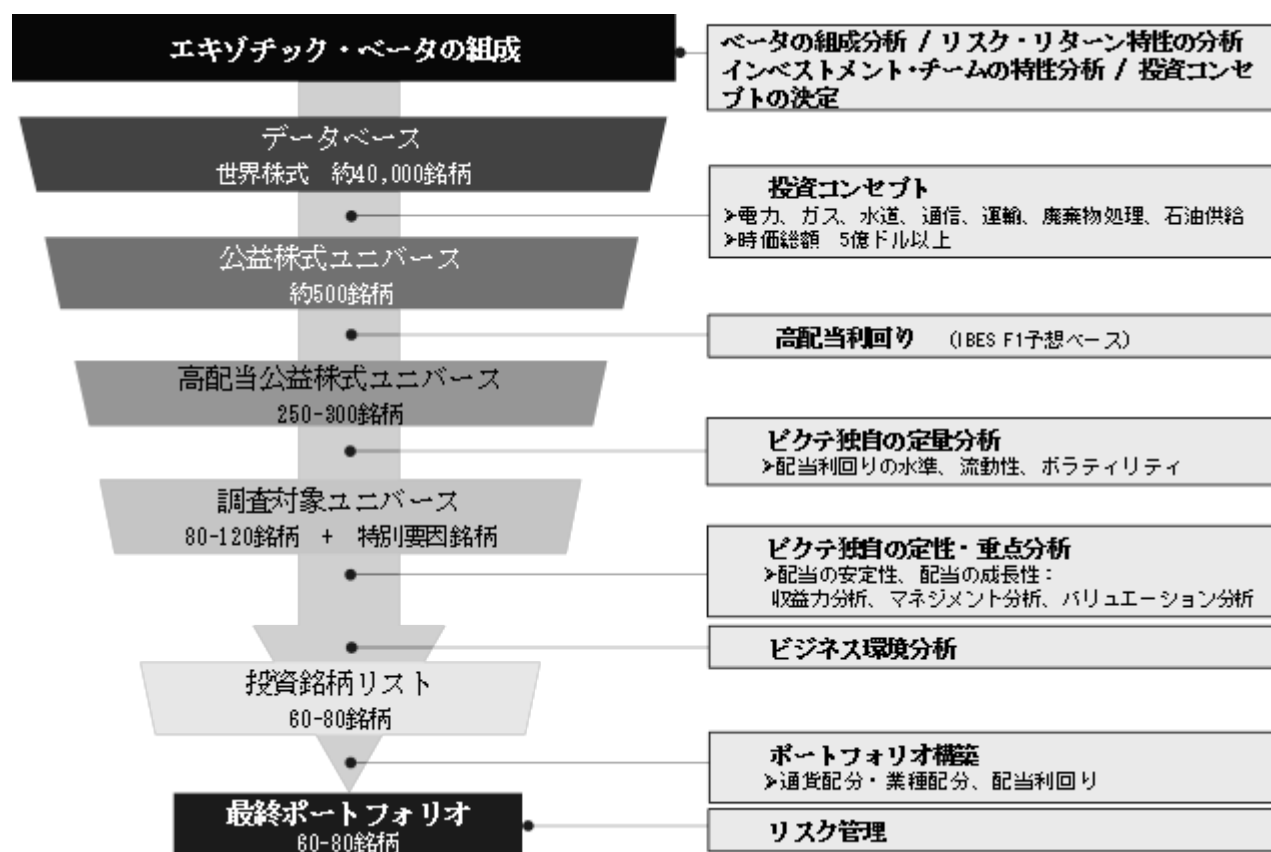 エキゾチック・ベータの組成
ベータの組成分析 / リスク・リターン特性の分析
インベストメント・チームの特性分析 / 投資コンセ
プトの決定
データベース
世界株式　約40,000銘柄
投資コンセプト
➢電力、ガス、水道、通信、運輸、廃棄物処理、石油供給
➢時価総額　5億ドル以上
公益株式ユニバース
約500銘柄
高配当利回り　(IBES F1予想ベース)
高配当公益株式ユニバース
250-300銘柄
ピクテ独自の定量分析
➢配当利回りの水準、流動性、ボラティリティ
調査対象ユニバース
80-120銘柄　+　特別要因銘柄
ピクテ独自の定性・重点分析
➢配当の安定性、配当の成長性：
収益力分析、マネジメント分析、バリュエーション分析
ビジネス環境分析
投資銘柄リスト
60-80銘柄
ポートフォリオ構築
➢通貨配分・業種配分、配当利回り
最終ポートフォリオ
60-80銘柄
リスク管理